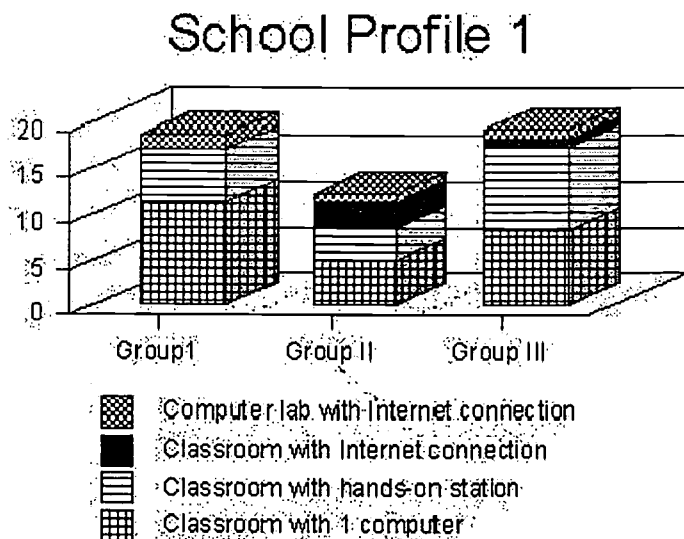 School Profile 1
20
15
10
5
0
Group1 Group II Group III
Computer lab with Internet connection
Classroom with Internet connection
Classroom with hands-on station
Classroom with 1 computer